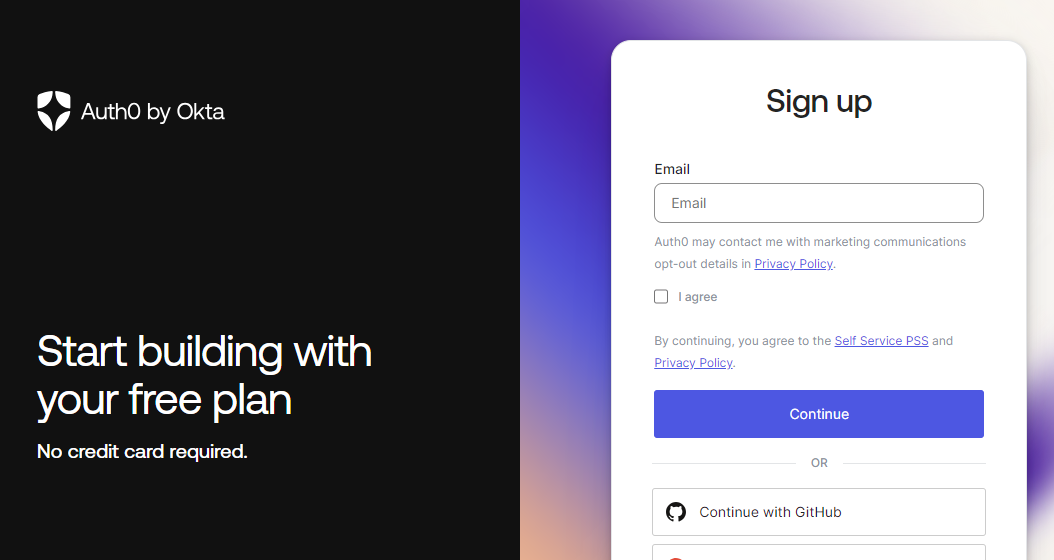 Auth0 by Okta
Start building with
your free plan
No credit card required.
Sign up
Email
Email
Auth0 may contact me with marketing communications
opt-out details in Privacy Policy.
I agree
By continuing, you agree to the Self Service PSS and
Privacy Policy.
Continue
OR
Continue with GitHub